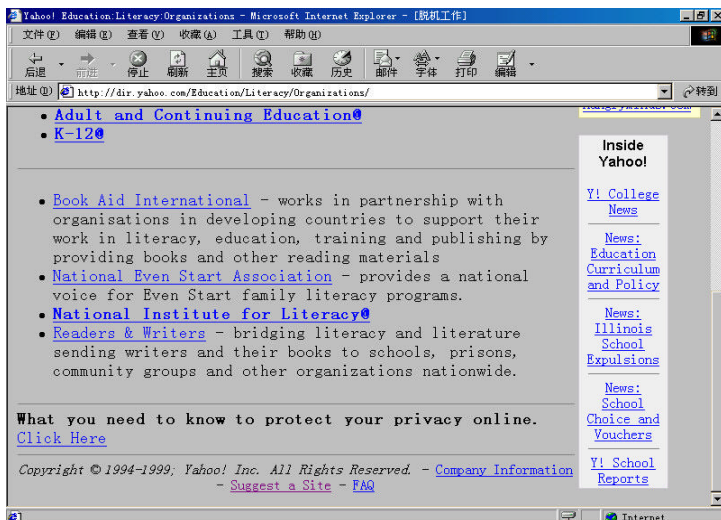 Yahoo! Education:Literacy:Organizations - Microsoft Internet Explorer - [脱机工作]
文件(F) 编辑(E) 查看(V) 收藏(A) 工具(T) 帮助(H)
后退 前进 停止 刷新 主页 搜索 收藏 历史 邮件 字体 打印 编辑
地址(D) http://dir.yahoo.com/Education/Literacy/Organizations/ 转到
Adult and Continuing Education@
K-12@
Book Aid International - works in partnership with
organisations in developing countries to support their
work in literacy, education, training and publishing by
providing books and other reading materials
National Even Start Association - provides a national
voice for Even Start family literacy programs.
National Institute for Literacy@
Readers & Writers - bridging literacy and literature
sending writers and their books to schools, prisons,
community groups and other organizations nationwide.
What you need to know to protect your privacy online.
Click Here
Copyright © 1994-1999; Yahoo! Inc. All Rights Reserved. - Company Information
- Suggest a Site - FAQ
Inside
Yahoo!
Y! College
News
News:
Education
Curriculum
and Policy
News:
Illinois
School
Expulsions
News:
School
Choice and
Vouchers
Y! School
Reports
Internet